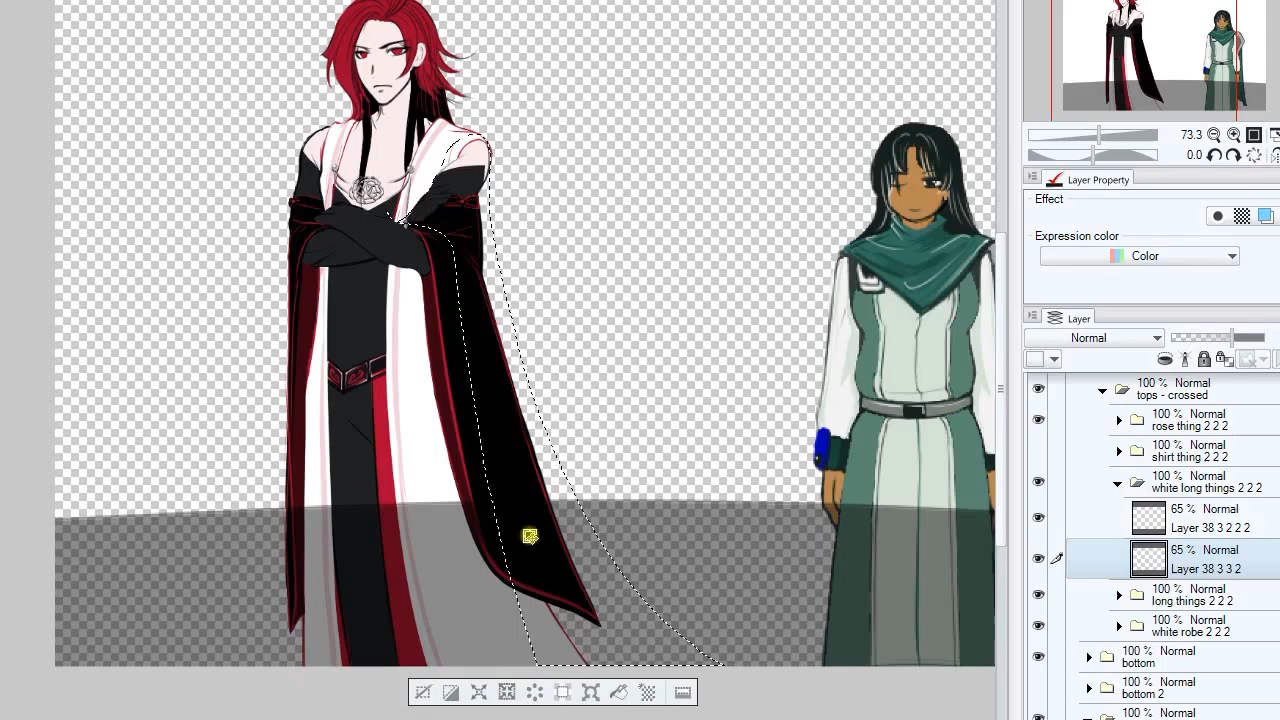 73.3
0.0
Layer Property
Effect
Expression color
Color
Layer
Normal
100 % Normal
tops - crossed
100 % Normal
rose thing 2 2 2
100 % Normal
shirt thing 2 2 2
100 % Normal
white long things 2 2 2
65 % Normal
Layer 38 3 2 2 2
65 % Normal
Layer 38 3 3 2
100 % Normal
long things 2 2 2
100 % Normal
white robe 2 2 2
100 % Normal
bottom
100 % Normal
bottom 2
100 % Normal